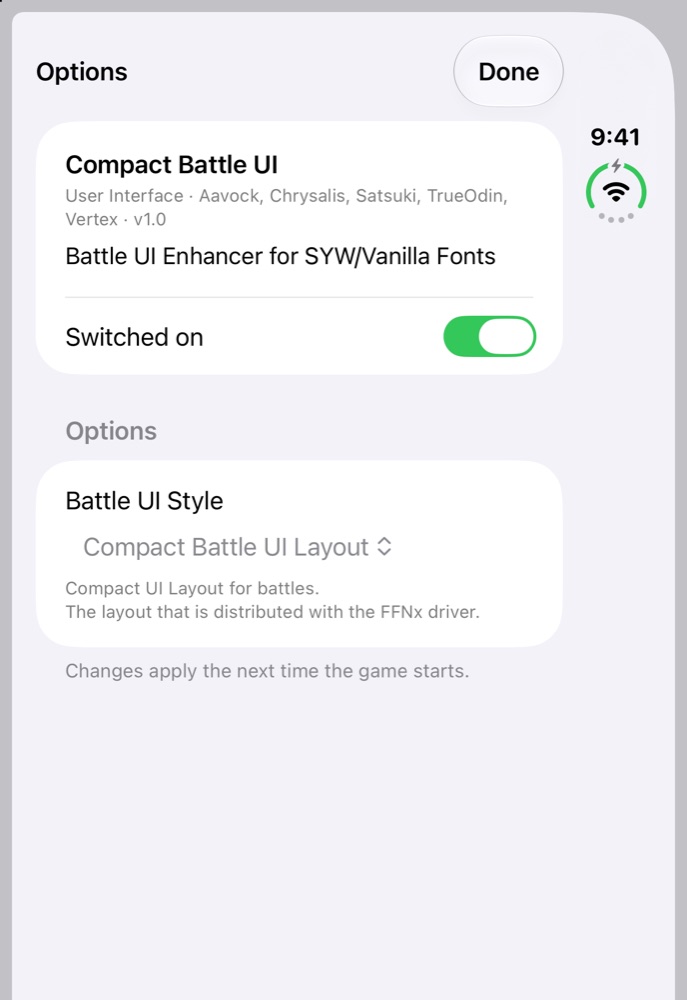 Options
Done
9:41
Compact Battle UI
User Interface · Aavock, Chrysalis, Satsuki, TrueOdin,
Vertex · v1.0
Battle UI Enhancer for SYW/Vanilla Fonts
Switched on
Options
Battle UI Style
Compact Battle UI Layout
Compact UI Layout for battles.
The layout that is distributed with the FFNx driver.
Changes apply the next time the game starts.